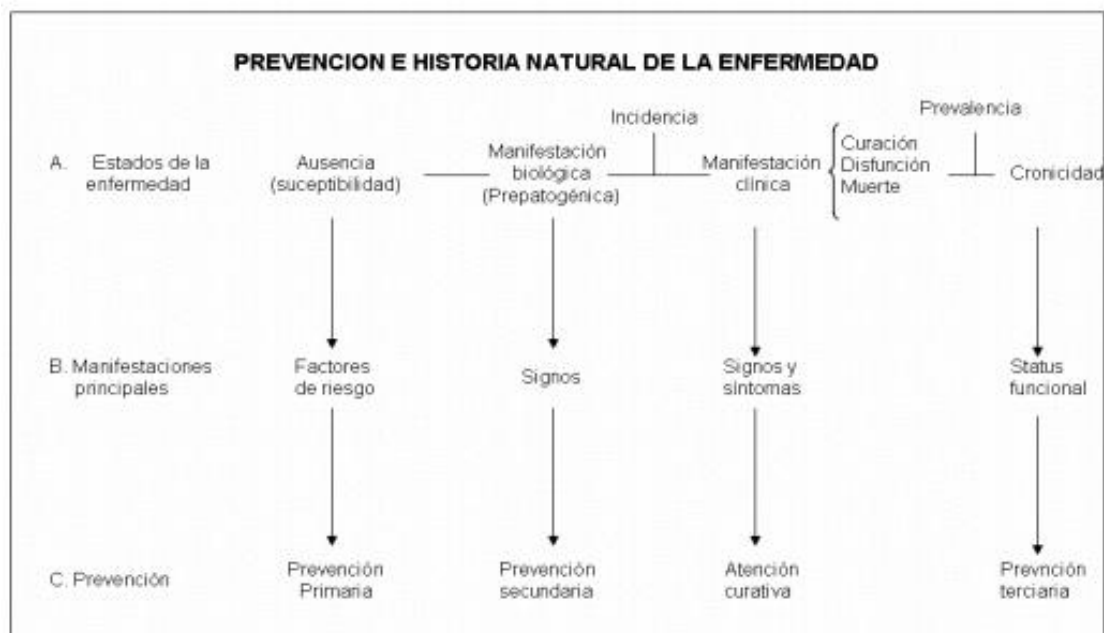 PREVENCION E HISTORIA NATURAL DE LA ENFERMEDAD
Incidencia
Prevalencia
A. Estados de la
enfermedad
Ausencia
(suceptibilidad)
Manifestación
biológica
(Prepatogénica)
Manifestación
clínica
Curación
Disfunción
Muerte
Cronicidad
B. Manifestaciones
principales
Factores
de riesgo
Signos
Signos y
síntomas
Status
funcional
C. Prevención
Prevención
Primaria
Prevención
secundaria
Atención
curativa
Prevnción
terciaria